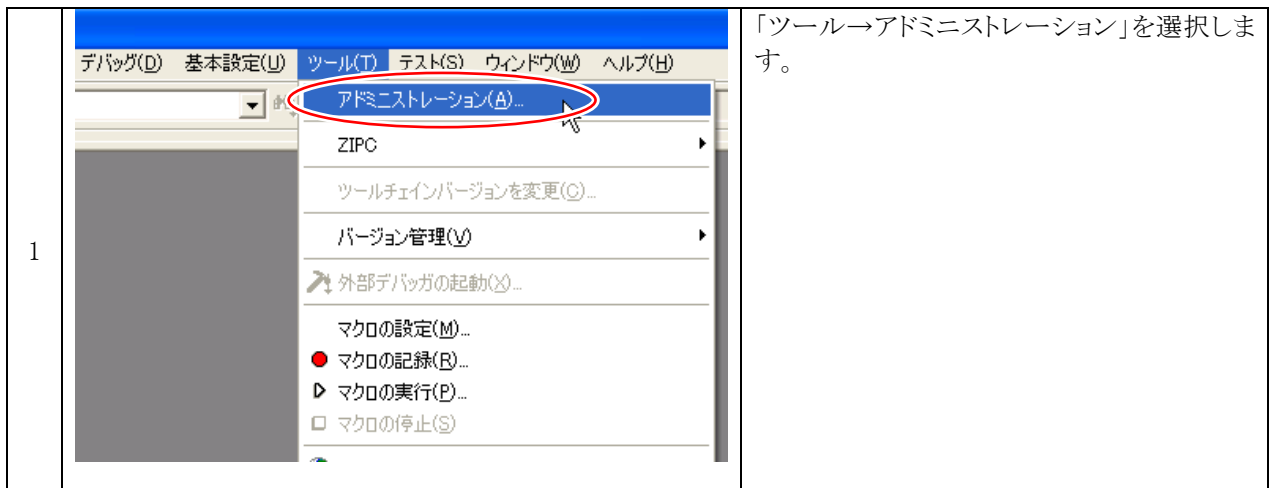 1
デバッグ(D) 基本設定(U) ツール(T) テスト(S) ウィンドウ(W) ヘルプ(H)
アドミニストレーション(A)...
ZIPC
ツールチェインバージョンを変更(C)...
バージョン管理(V)
外部デバッガの起動(X)...
マクロの設定(M)...
マクロの記録(R)...
マクロの実行(P)...
マクロの停止(S)
「ツール→アドミニストレーション」を選択しま
す。